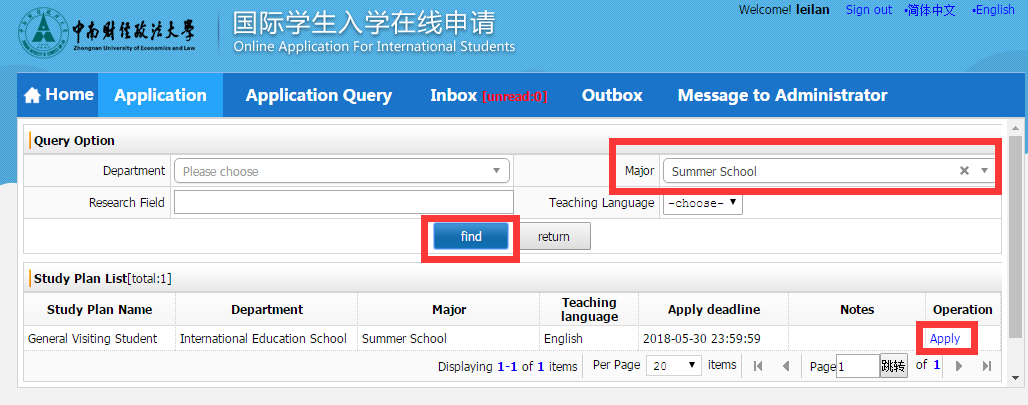 Welcome! leilan Sign out •简体中文 •English
中南财经政法大学
Zhongnan University of Economics and Law
国际学生入学在线申请
Online Application For International Students
Home Application Application Query Inbox [unread:0] Outbox Message to Administrator
Query Option
Department Please choose Major Summer School
Research Field Teaching Language -choose-
find return
Study Plan List[total:1]
Study Plan Name Department Major Teaching language Apply deadline Notes Operation
General Visiting Student International Education School Summer School English 2018-05-30 23:59:59 Apply
Displaying 1-1 of 1 items Per Page 20 items Page 1 跳转 of 1